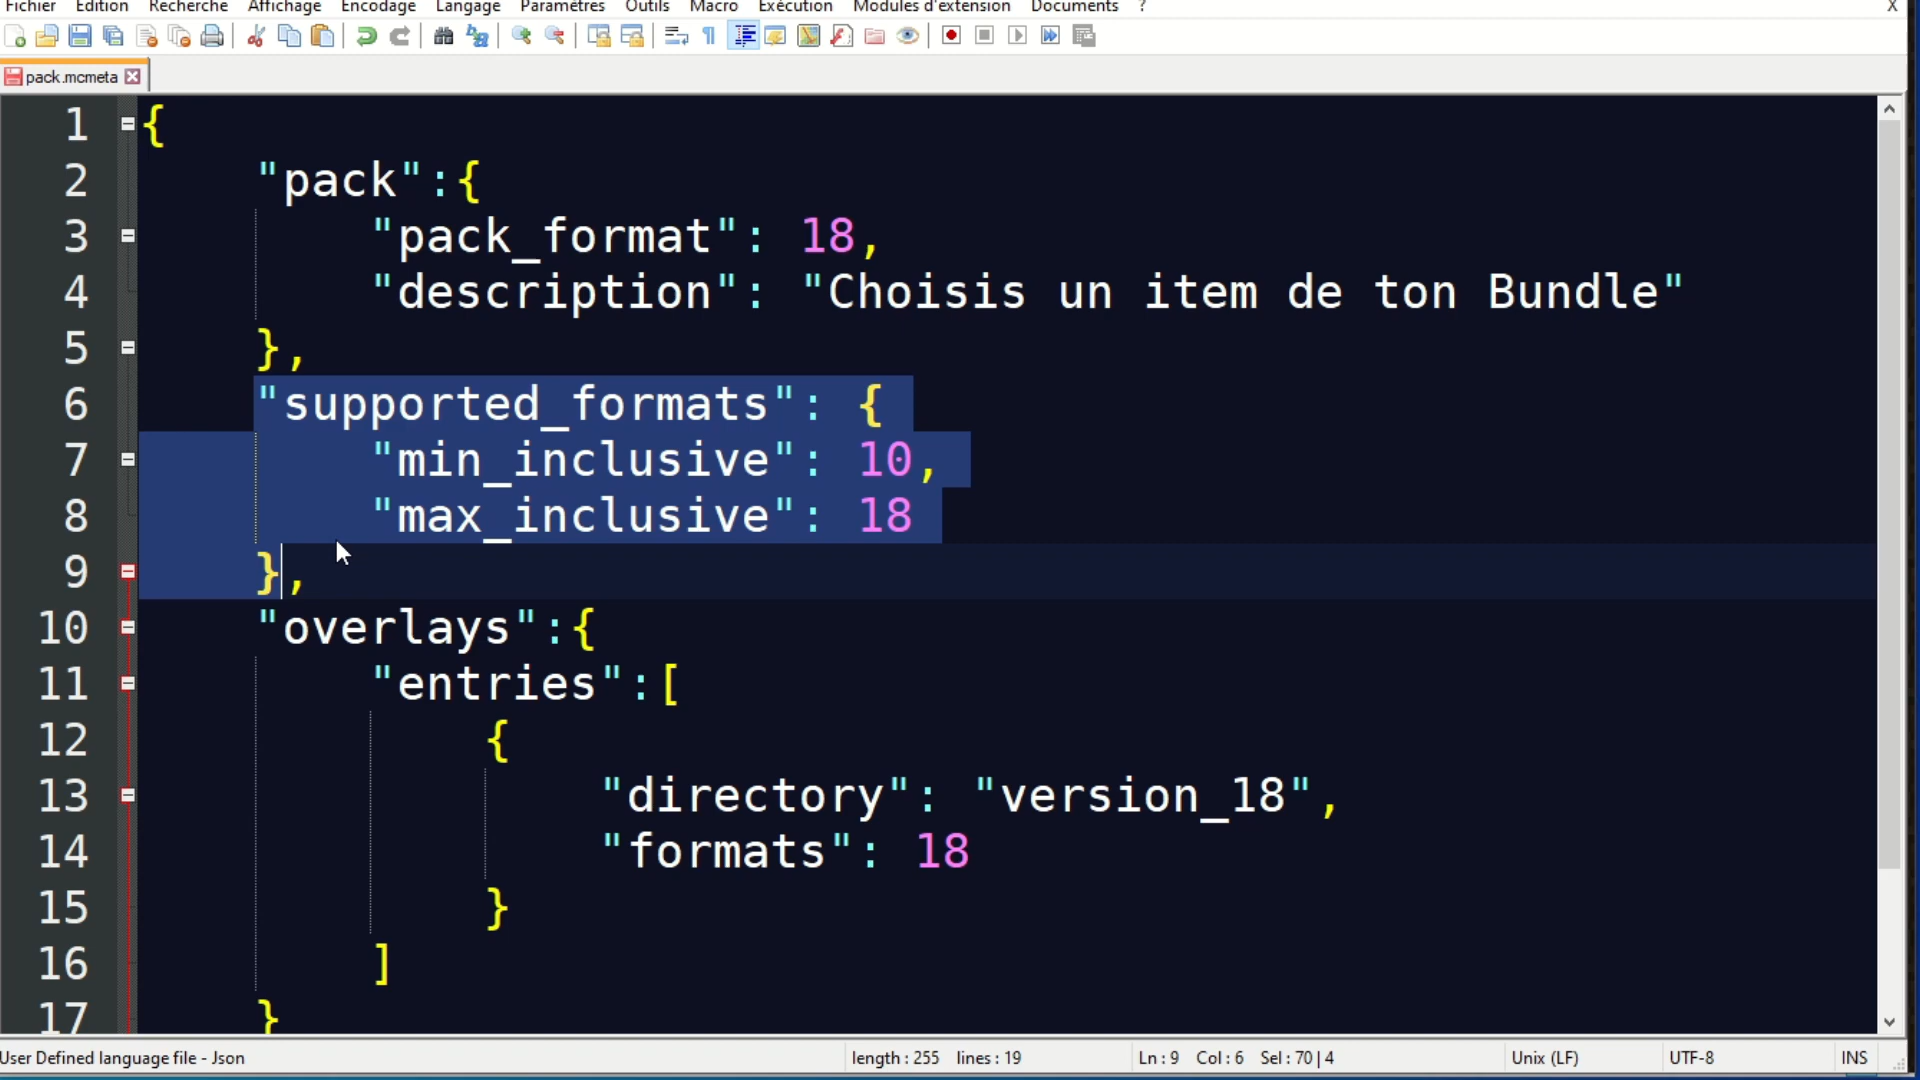 Fichier Edition Recherche Affichage Encodage Langage Paramètres Outils Macro Exécution Modules d'extension Documents ? X
pack.mcmeta
1 {
2 "pack":{
3 "pack_format": 18,
4 "description": "Choisis un item de ton Bundle"
5 },
6 "supported_formats": {
7 "min_inclusive": 10,
8 "max_inclusive": 18
9 },
10 "overlays":{
11 "entries":[
12 {
13 "directory": "version_18",
14 "formats": 18
15 }
16 ]
17 }
User Defined language file - Json length : 255 lines : 19 Ln : 9 Col : 6 Sel : 70 | 4 Unix (LF) UTF-8 INS